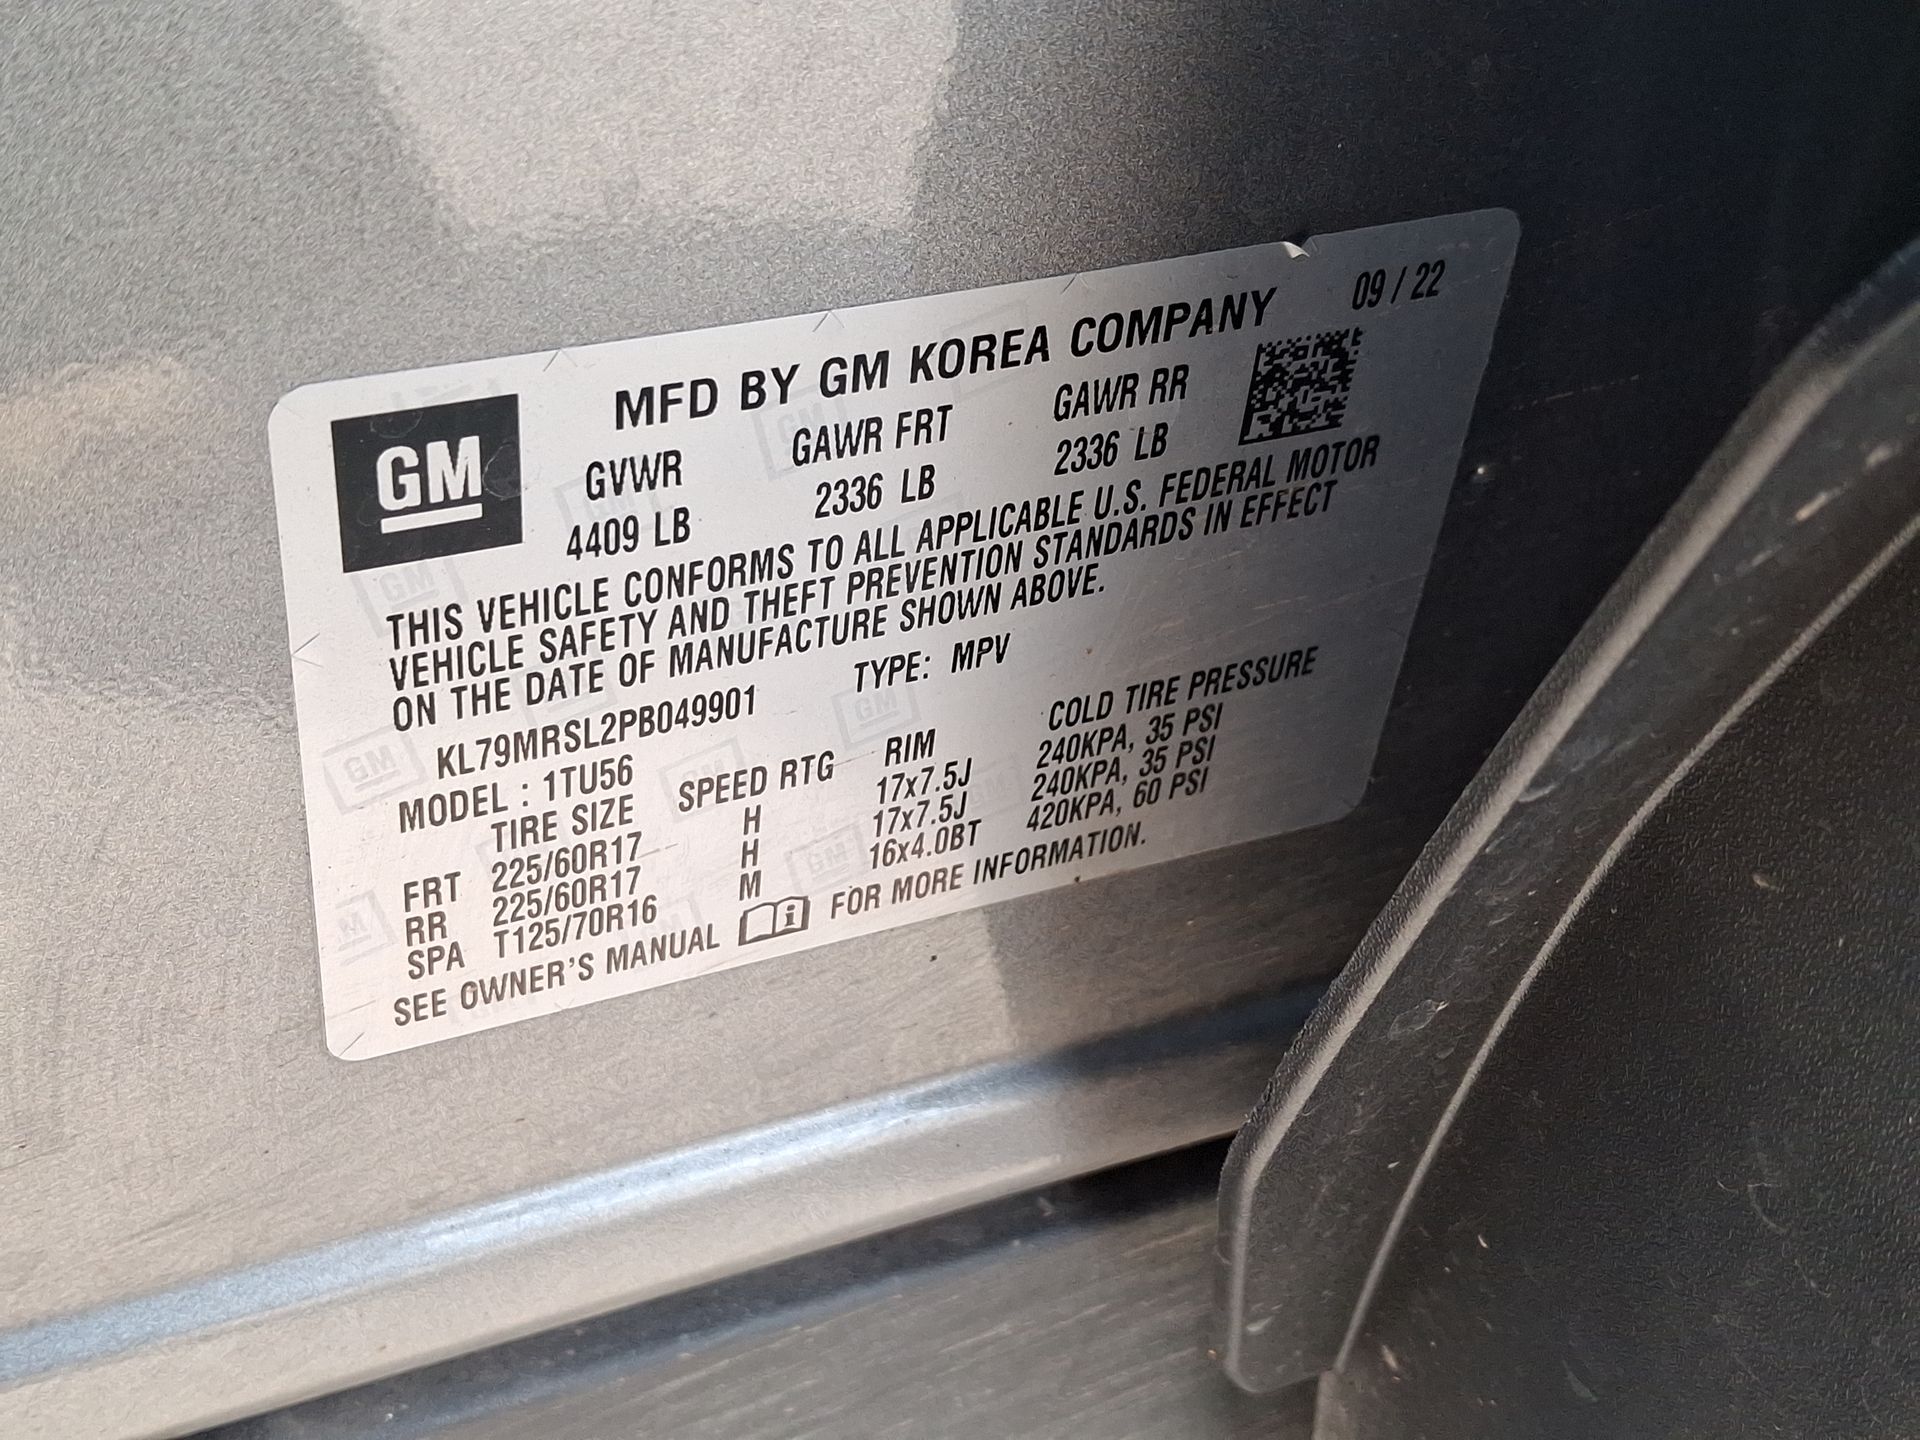 MFD BY GM KOREA COMPANY 09 / 22
GM
GVWR GAWR FRT GAWR RR
4409 LB 2336 LB 2336 LB
THIS VEHICLE CONFORMS TO ALL APPLICABLE U.S. FEDERAL MOTOR
VEHICLE SAFETY AND THEFT PREVENTION STANDARDS IN EFFECT
ON THE DATE OF MANUFACTURE SHOWN ABOVE.
KL79MRSL2PB049901 TYPE: MPV
MODEL : 1TU56
TIRE SIZE SPEED RTG RIM COLD TIRE PRESSURE
FRT 225/60R17 H 17x7.5J 240KPA, 35 PSI
RR 225/60R17 H 17x7.5J 240KPA, 35 PSI
SPA T125/70R16 M 16x4.0BT 420KPA, 60 PSI
SEE OWNER'S MANUAL FOR MORE INFORMATION.